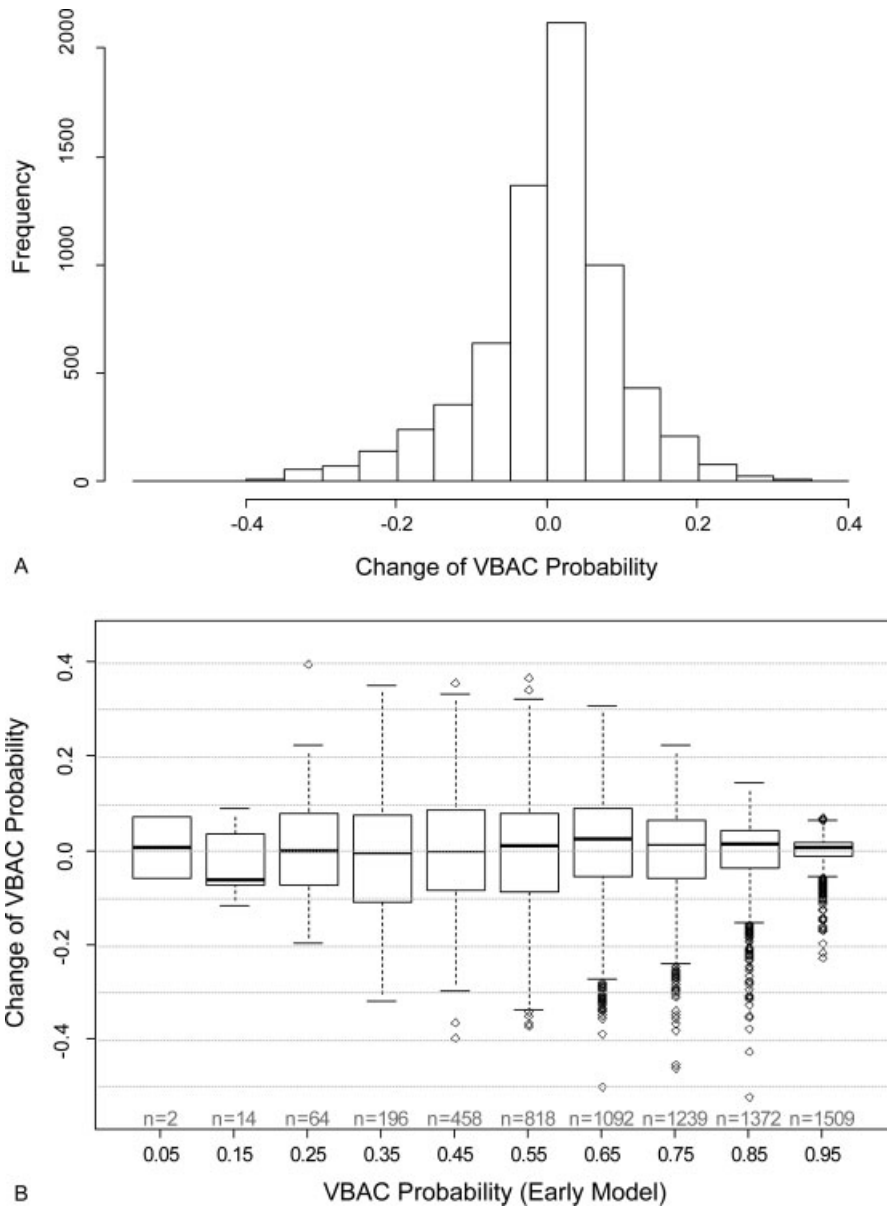 2000
1500
1000
500
0
Frequency
-0.4 -0.2 0.0 0.2 0.4
A
Change of VBAC Probability
0.4
0.2
0.0
-0.2
-0.4
Change of VBAC Probability
n=2 n=14 n=64 n=196 n=458 n=818 n=1092 n=1239 n=1372 n=1509
0.05 0.15 0.25 0.35 0.45 0.55 0.65 0.75 0.85 0.95
B
VBAC Probability (Early Model)